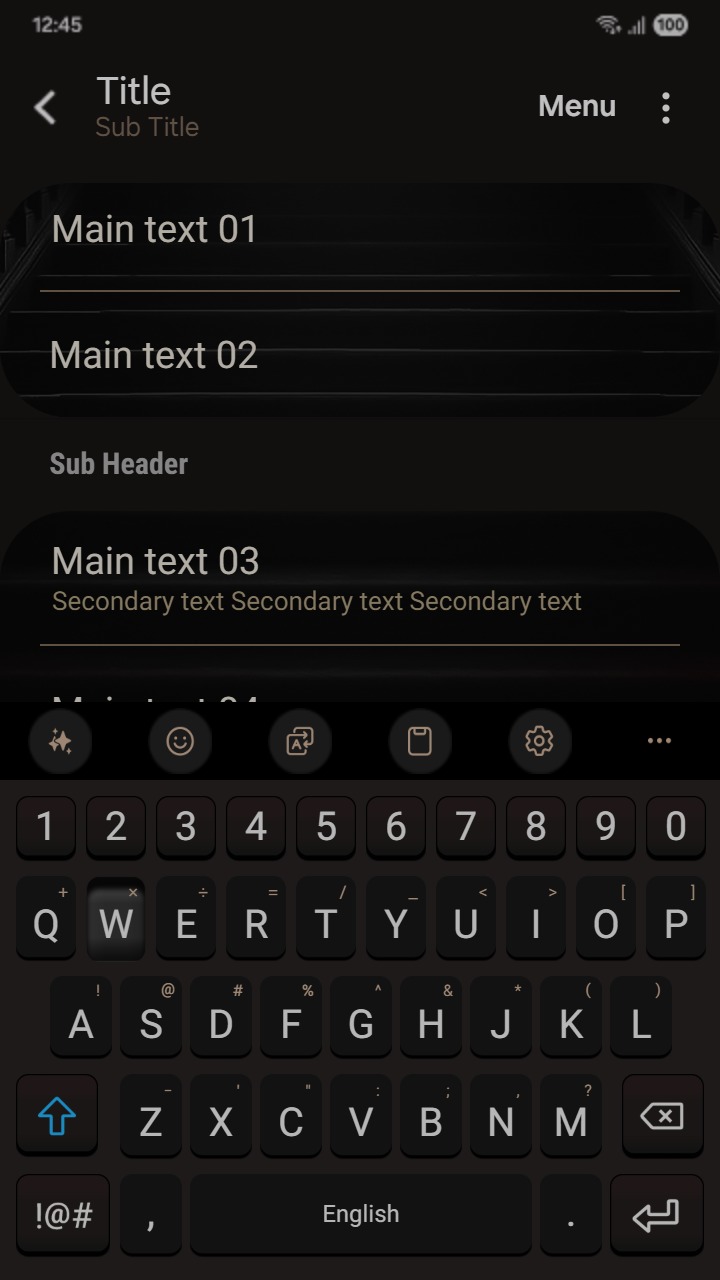 12:45
100
Title
Sub Title
Menu
Main text 01
Main text 02
Sub Header
Main text 03
Secondary text Secondary text Secondary text
1 2 3 4 5 6 7 8 9 0
+ × ÷ = / _ < > [ ]
Q W E R T Y U I O P
! @ # % ^ & * ( )
A S D F G H J K L
- ' " : ; , ?
Z X C V B N M
!@# , English .